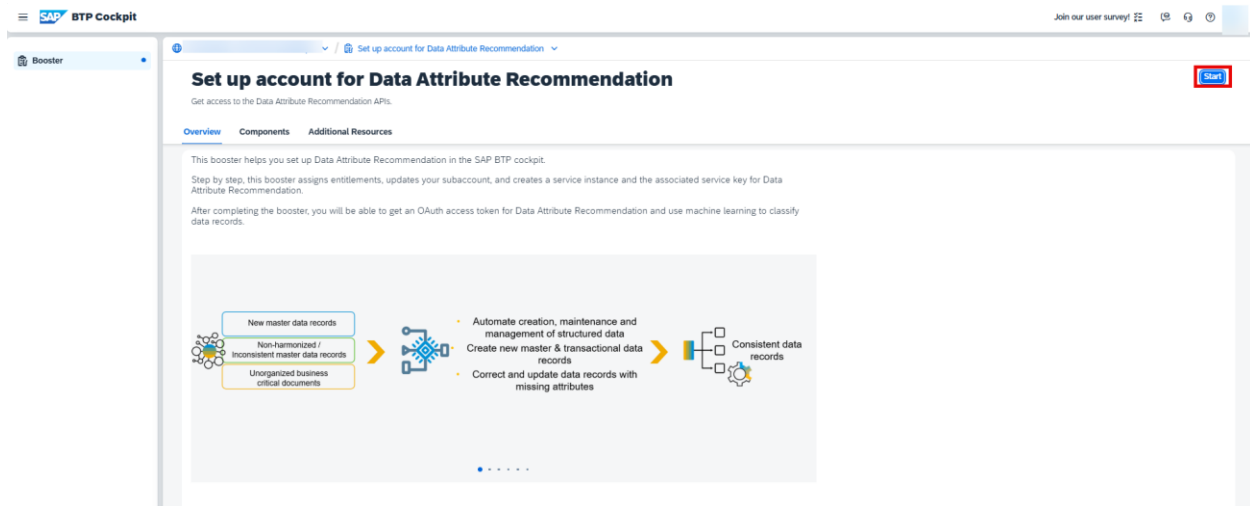 SAP BTP Cockpit
Join our user survey!
Booster
/ Set up account for Data Attribute Recommendation
Set up account for Data Attribute Recommendation
Start
Get access to the Data Attribute Recommendation APIs.
Overview Components Additional Resources
This booster helps you set up Data Attribute Recommendation in the SAP BTP cockpit.
Step by step, this booster assigns entitlements, updates your subaccount, and creates a service instance and the associated service key for Data
Attribute Recommendation.
After completing the booster, you will be able to get an OAuth access token for Data Attribute Recommendation and use machine learning to classify
data records.
New master data records
Non-harmonized /
Inconsistent master data records
Unorganized business
critical documents
• Automate creation, maintenance and
management of structured data
• Create new master & transactional data
records
• Correct and update data records with
missing attributes
Consistent data
records